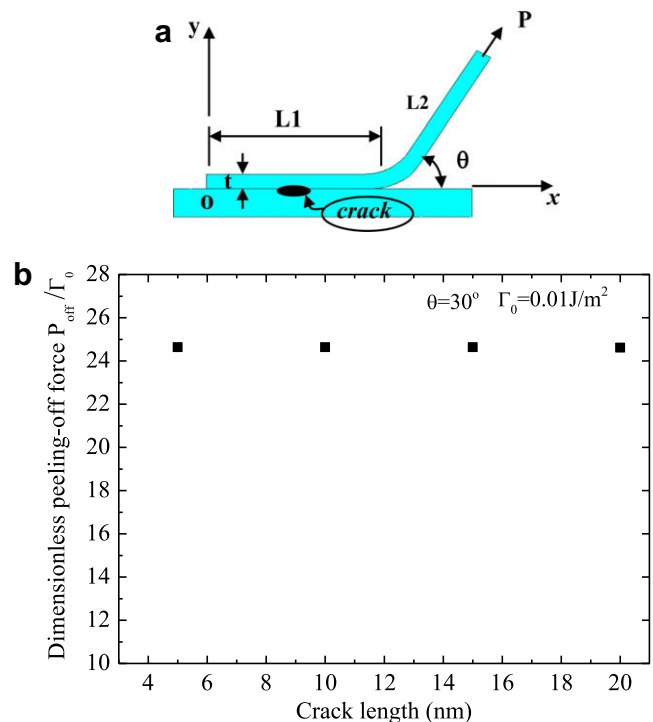 a
y
P
L1
L2
θ
t
o
x
crack
b
θ=30° Γ₀=0.01J/m²
Dimensionless peeling-off force P_off/Γ₀
28
26
24
22
20
18
16
14
12
10
4 6 8 10 12 14 16 18 20
Crack length (nm)